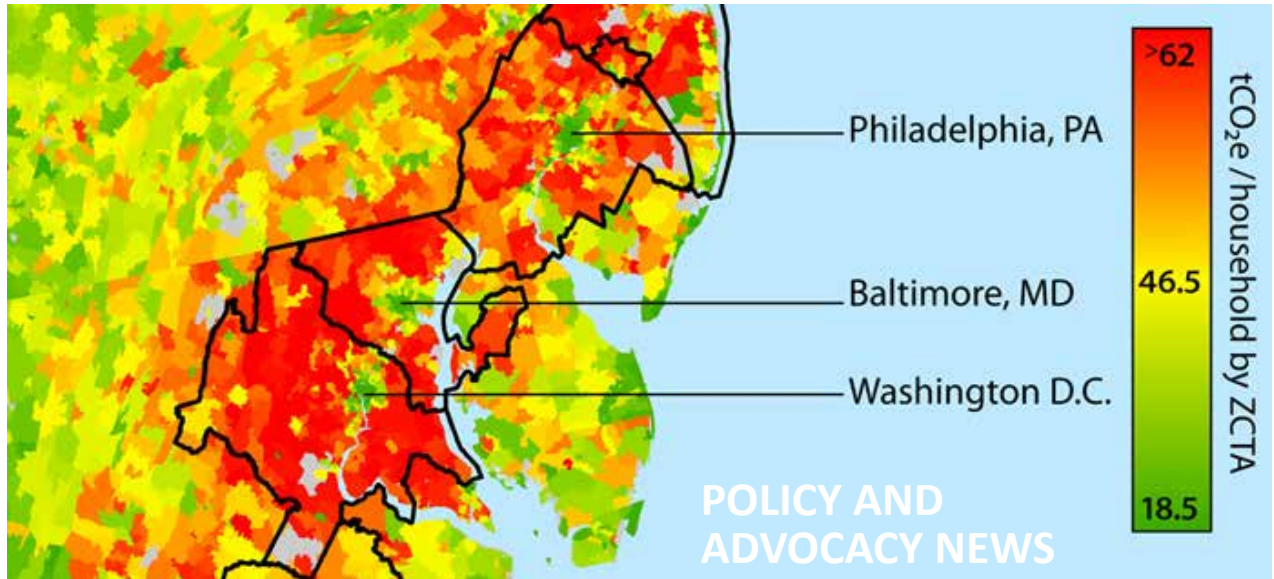 Philadelphia, PA
Baltimore, MD
Washington D.C.
POLICY AND
ADVOCACY NEWS
>62
46.5
18.5
tCO₂e / household by ZCTA